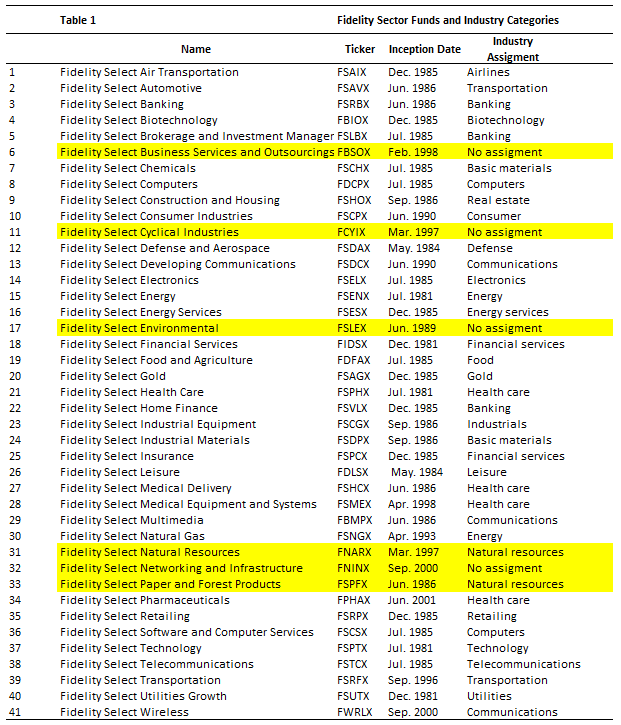 Table 1 Fidelity Sector Funds and Industry Categories
Name Ticker Inception Date Industry Assigment
1 Fidelity Select Air Transportation FSAIX Dec. 1985 Airlines
2 Fidelity Select Automotive FSAVX Jun. 1986 Transportation
3 Fidelity Select Banking FSRBX Jun. 1986 Banking
4 Fidelity Select Biotechnology FBIOX Dec. 1985 Biotechnology
5 Fidelity Select Brokerage and Investment Manager FSLBX Jul. 1985 Banking
6 Fidelity Select Business Services and Outsourcings FBSOX Feb. 1998 No assigment
7 Fidelity Select Chemicals FSCHX Jul. 1985 Basic materials
8 Fidelity Select Computers FDCPX Jul. 1985 Computers
9 Fidelity Select Construction and Housing FSHOX Sep. 1986 Real estate
10 Fidelity Select Consumer Industries FSCPX Jun. 1990 Consumer
11 Fidelity Select Cyclical Industries FCYIX Mar. 1997 No assigment
12 Fidelity Select Defense and Aerospace FSDAX May. 1984 Defense
13 Fidelity Select Developing Communications FSDCX Jun. 1990 Communications
14 Fidelity Select Electronics FSELX Jul. 1985 Electronics
15 Fidelity Select Energy FSENX Jul. 1981 Energy
16 Fidelity Select Energy Services FSESX Dec. 1985 Energy services
17 Fidelity Select Environmental FSLEX Jun. 1989 No assigment
18 Fidelity Select Financial Services FIDSX Dec. 1981 Financial services
19 Fidelity Select Food and Agriculture FDFAX Jul. 1985 Food
20 Fidelity Select Gold FSAGX Dec. 1985 Gold
21 Fidelity Select Health Care FSPHX Jul. 1981 Health care
22 Fidelity Select Home Finance FSVLX Dec. 1985 Banking
23 Fidelity Select Industrial Equipment FSCGX Sep. 1986 Industrials
24 Fidelity Select Industrial Materials FSDPX Sep. 1986 Basic materials
25 Fidelity Select Insurance FSPCX Dec. 1985 Financial services
26 Fidelity Select Leisure FDLSX May. 1984 Leisure
27 Fidelity Select Medical Delivery FSHCX Jun. 1986 Health care
28 Fidelity Select Medical Equipment and Systems FSMEX Apr. 1998 Health care
29 Fidelity Select Multimedia FBMPX Jun. 1986 Communications
30 Fidelity Select Natural Gas FSNGX Apr. 1993 Energy
31 Fidelity Select Natural Resources FNARX Mar. 1997 Natural resources
32 Fidelity Select Networking and Infrastructure FNINX Sep. 2000 No assigment
33 Fidelity Select Paper and Forest Products FSPFX Jun. 1986 Natural resources
34 Fidelity Select Pharmaceuticals FPHAX Jun. 2001 Health care
35 Fidelity Select Retailing FSRPX Dec. 1985 Retailing
36 Fidelity Select Software and Computer Services FSCSX Jul. 1985 Computers
37 Fidelity Select Technology FSPTX Jul. 1981 Technology
38 Fidelity Select Telecommunications FSTCX Jul. 1985 Telecommunications
39 Fidelity Select Transportation FSRFX Sep. 1996 Transportation
40 Fidelity Select Utilities Growth FSUTX Dec. 1981 Utilities
41 Fidelity Select Wireless FWRLX Sep. 2000 Communications